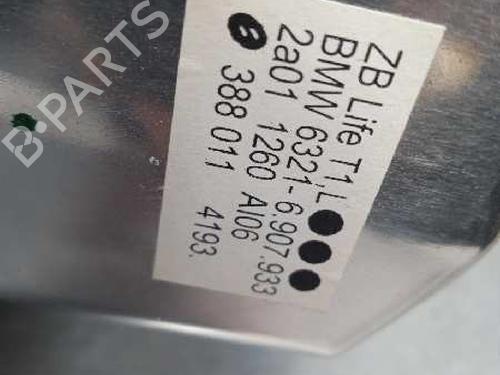 B-PARTS
ZB Life T1.L
BMW 6321-6.907.933
2a01 1260 AI06
388 011 4193.